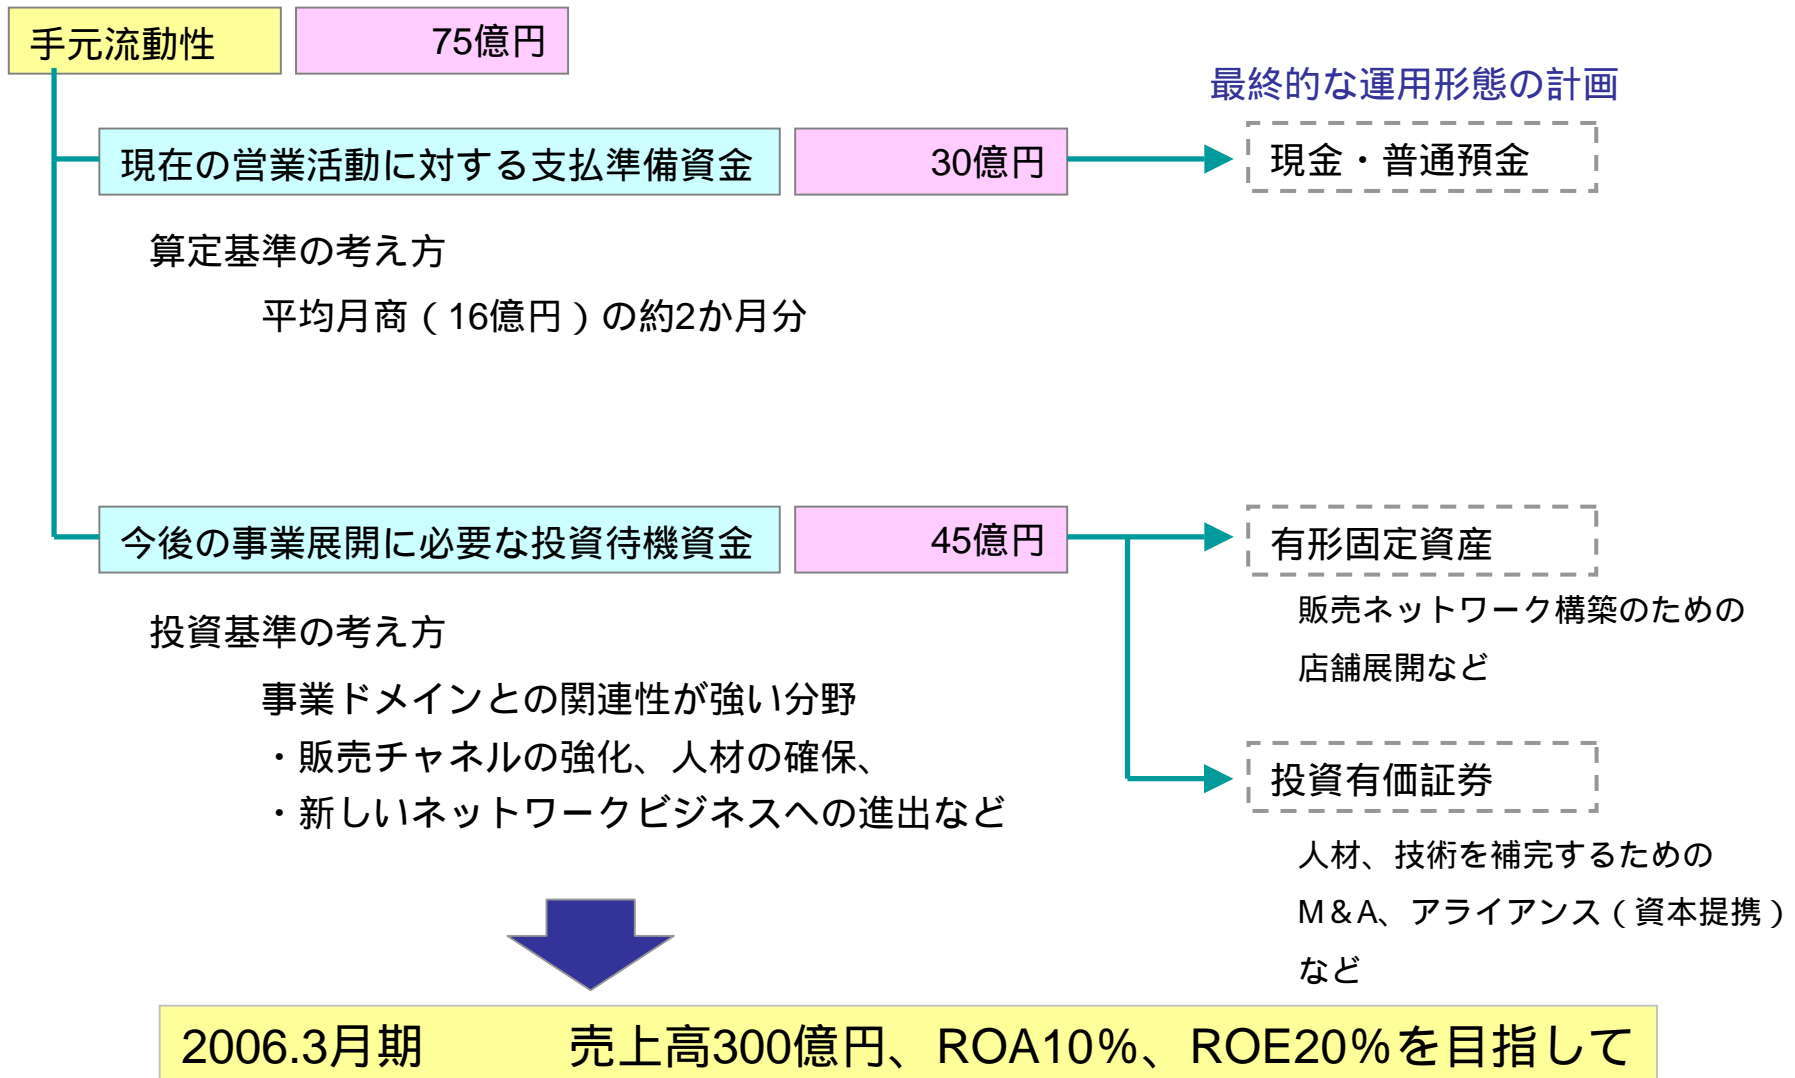 手元流動性
75億円
最終的な運用形態の計画
現在の営業活動に対する支払準備資金
30億円
現金・普通預金
算定基準の考え方
平均月商（16億円）の約2か月分
今後の事業展開に必要な投資待機資金
45億円
有形固定資産
販売ネットワーク構築のための
店舗展開など
投資基準の考え方
事業ドメインとの関連性が強い分野
・販売チャネルの強化、人材の確保、
・新しいネットワークビジネスへの進出など
投資有価証券
人材、技術を補完するための
M＆A、アライアンス（資本提携）
など
2006.3月期 売上高300億円、ROA10％、ROE20％を目指して